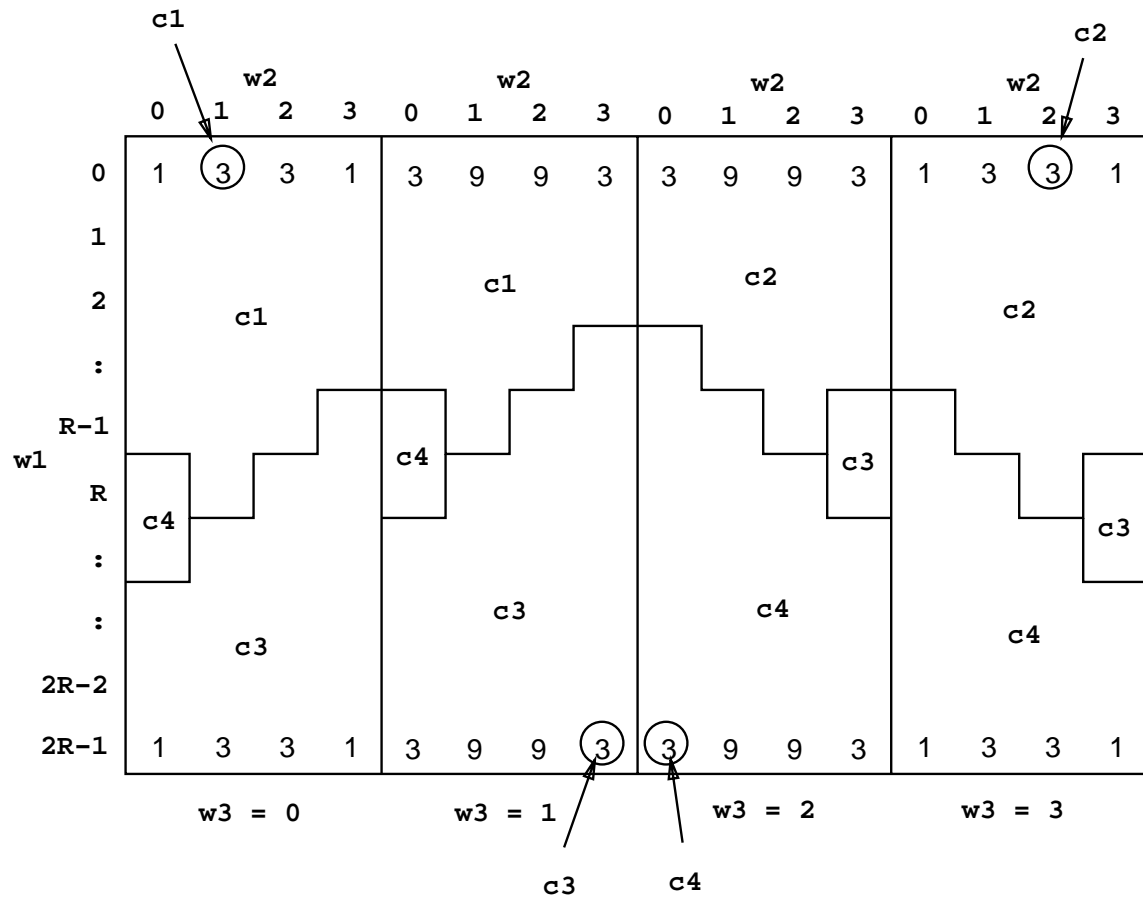 c1
c2
w2 w2 w2 w2
0 1 2 3 0 1 2 3 0 1 2 3 0 1 2 3
0 1 3 3 1 3 9 9 3 3 9 9 3 1 3 3 1
1
2 c1 c1 c2 c2
:
R-1
w1 c4 c3
R c4 c3
:
: c3 c3 c4 c4
2R-2
2R-1 1 3 3 1 3 9 9 3 3 9 9 3 1 3 3 1
w3 = 0 w3 = 1 w3 = 2 w3 = 3
c3 c4